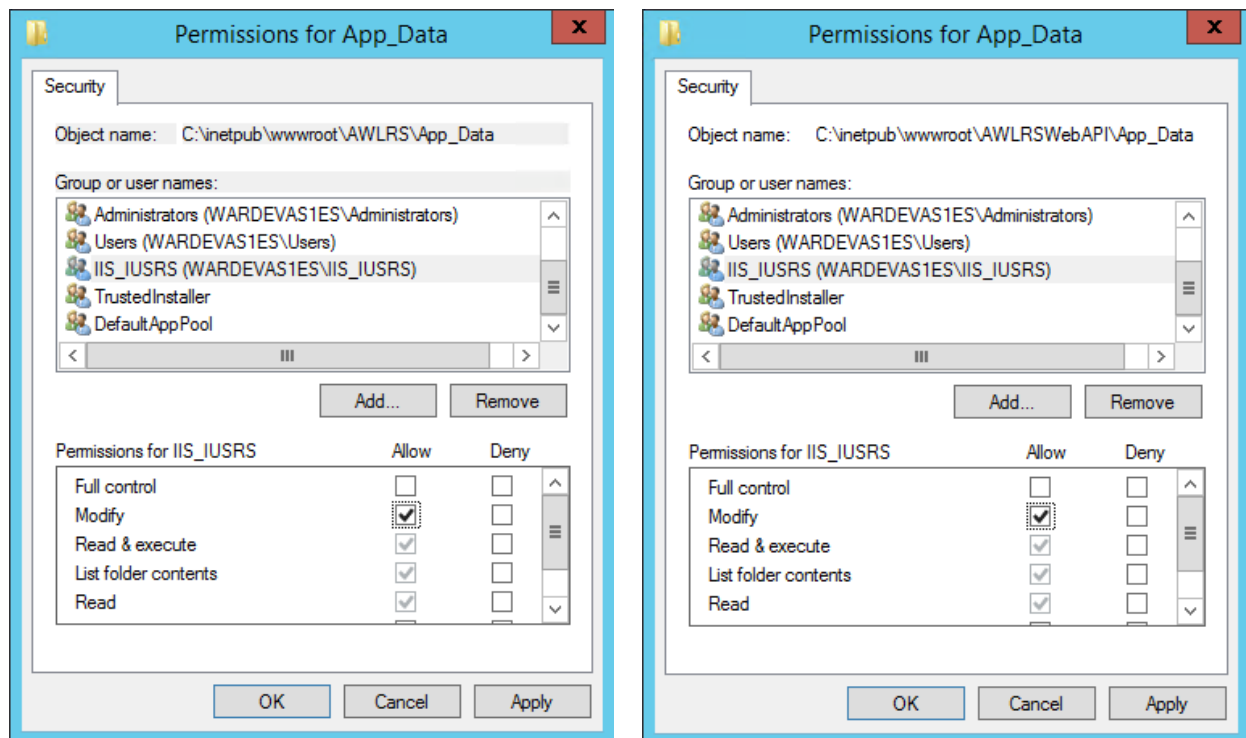 Permissions for App_Data
x
Security
Object name: C:\inetpub\wwwroot\AWLRS\App_Data
Group or user names:
Administrators (WARDEVAS1ES\Administrators)
Users (WARDEVAS1ES\Users)
IIS_IUSRS (WARDEVAS1ES\IIS_IUSRS)
TrustedInstaller
DefaultAppPool
Add...
Remove
Permissions for IIS_IUSRS
Allow
Deny
Full control
Modify
Read & execute
List folder contents
Read
OK
Cancel
Apply
Permissions for App_Data
x
Security
Object name: C:\inetpub\wwwroot\AWLRSWebAPI\App_Data
Group or user names:
Administrators (WARDEVAS1ES\Administrators)
Users (WARDEVAS1ES\Users)
IIS_IUSRS (WARDEVAS1ES\IIS_IUSRS)
TrustedInstaller
DefaultAppPool
Add...
Remove
Permissions for IIS_IUSRS
Allow
Deny
Full control
Modify
Read & execute
List folder contents
Read
OK
Cancel
Apply